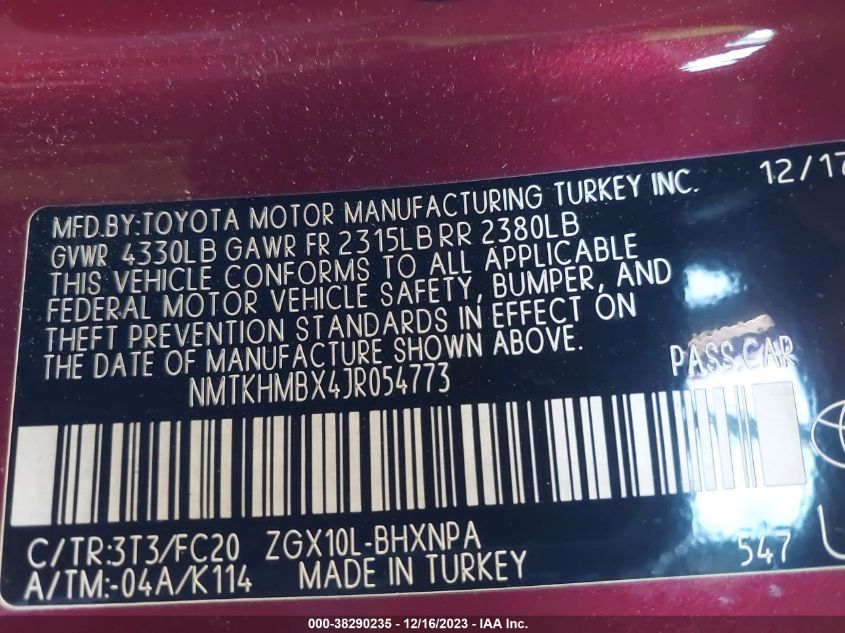 MFD.BY:TOYOTA MOTOR MANUFACTURING TURKEY INC. 12/17
GVWR 4330LB GAWR FR 2315LB RR 2380LB
THIS VEHICLE CONFORMS TO ALL APPLICABLE
FEDERAL MOTOR VEHICLE SAFETY, BUMPER, AND
THEFT PREVENTION STANDARDS IN EFFECT ON
THE DATE OF MANUFACTURE SHOWN ABOVE.
NMTKHMBX4JR054773 PASS.CAR
C/TR:3T3/FC20 ZGX10L-BHXNPA 547
A/TM:-04A/K114 MADE IN TURKEY
000-38290235 - 12/16/2023 - IAA Inc.